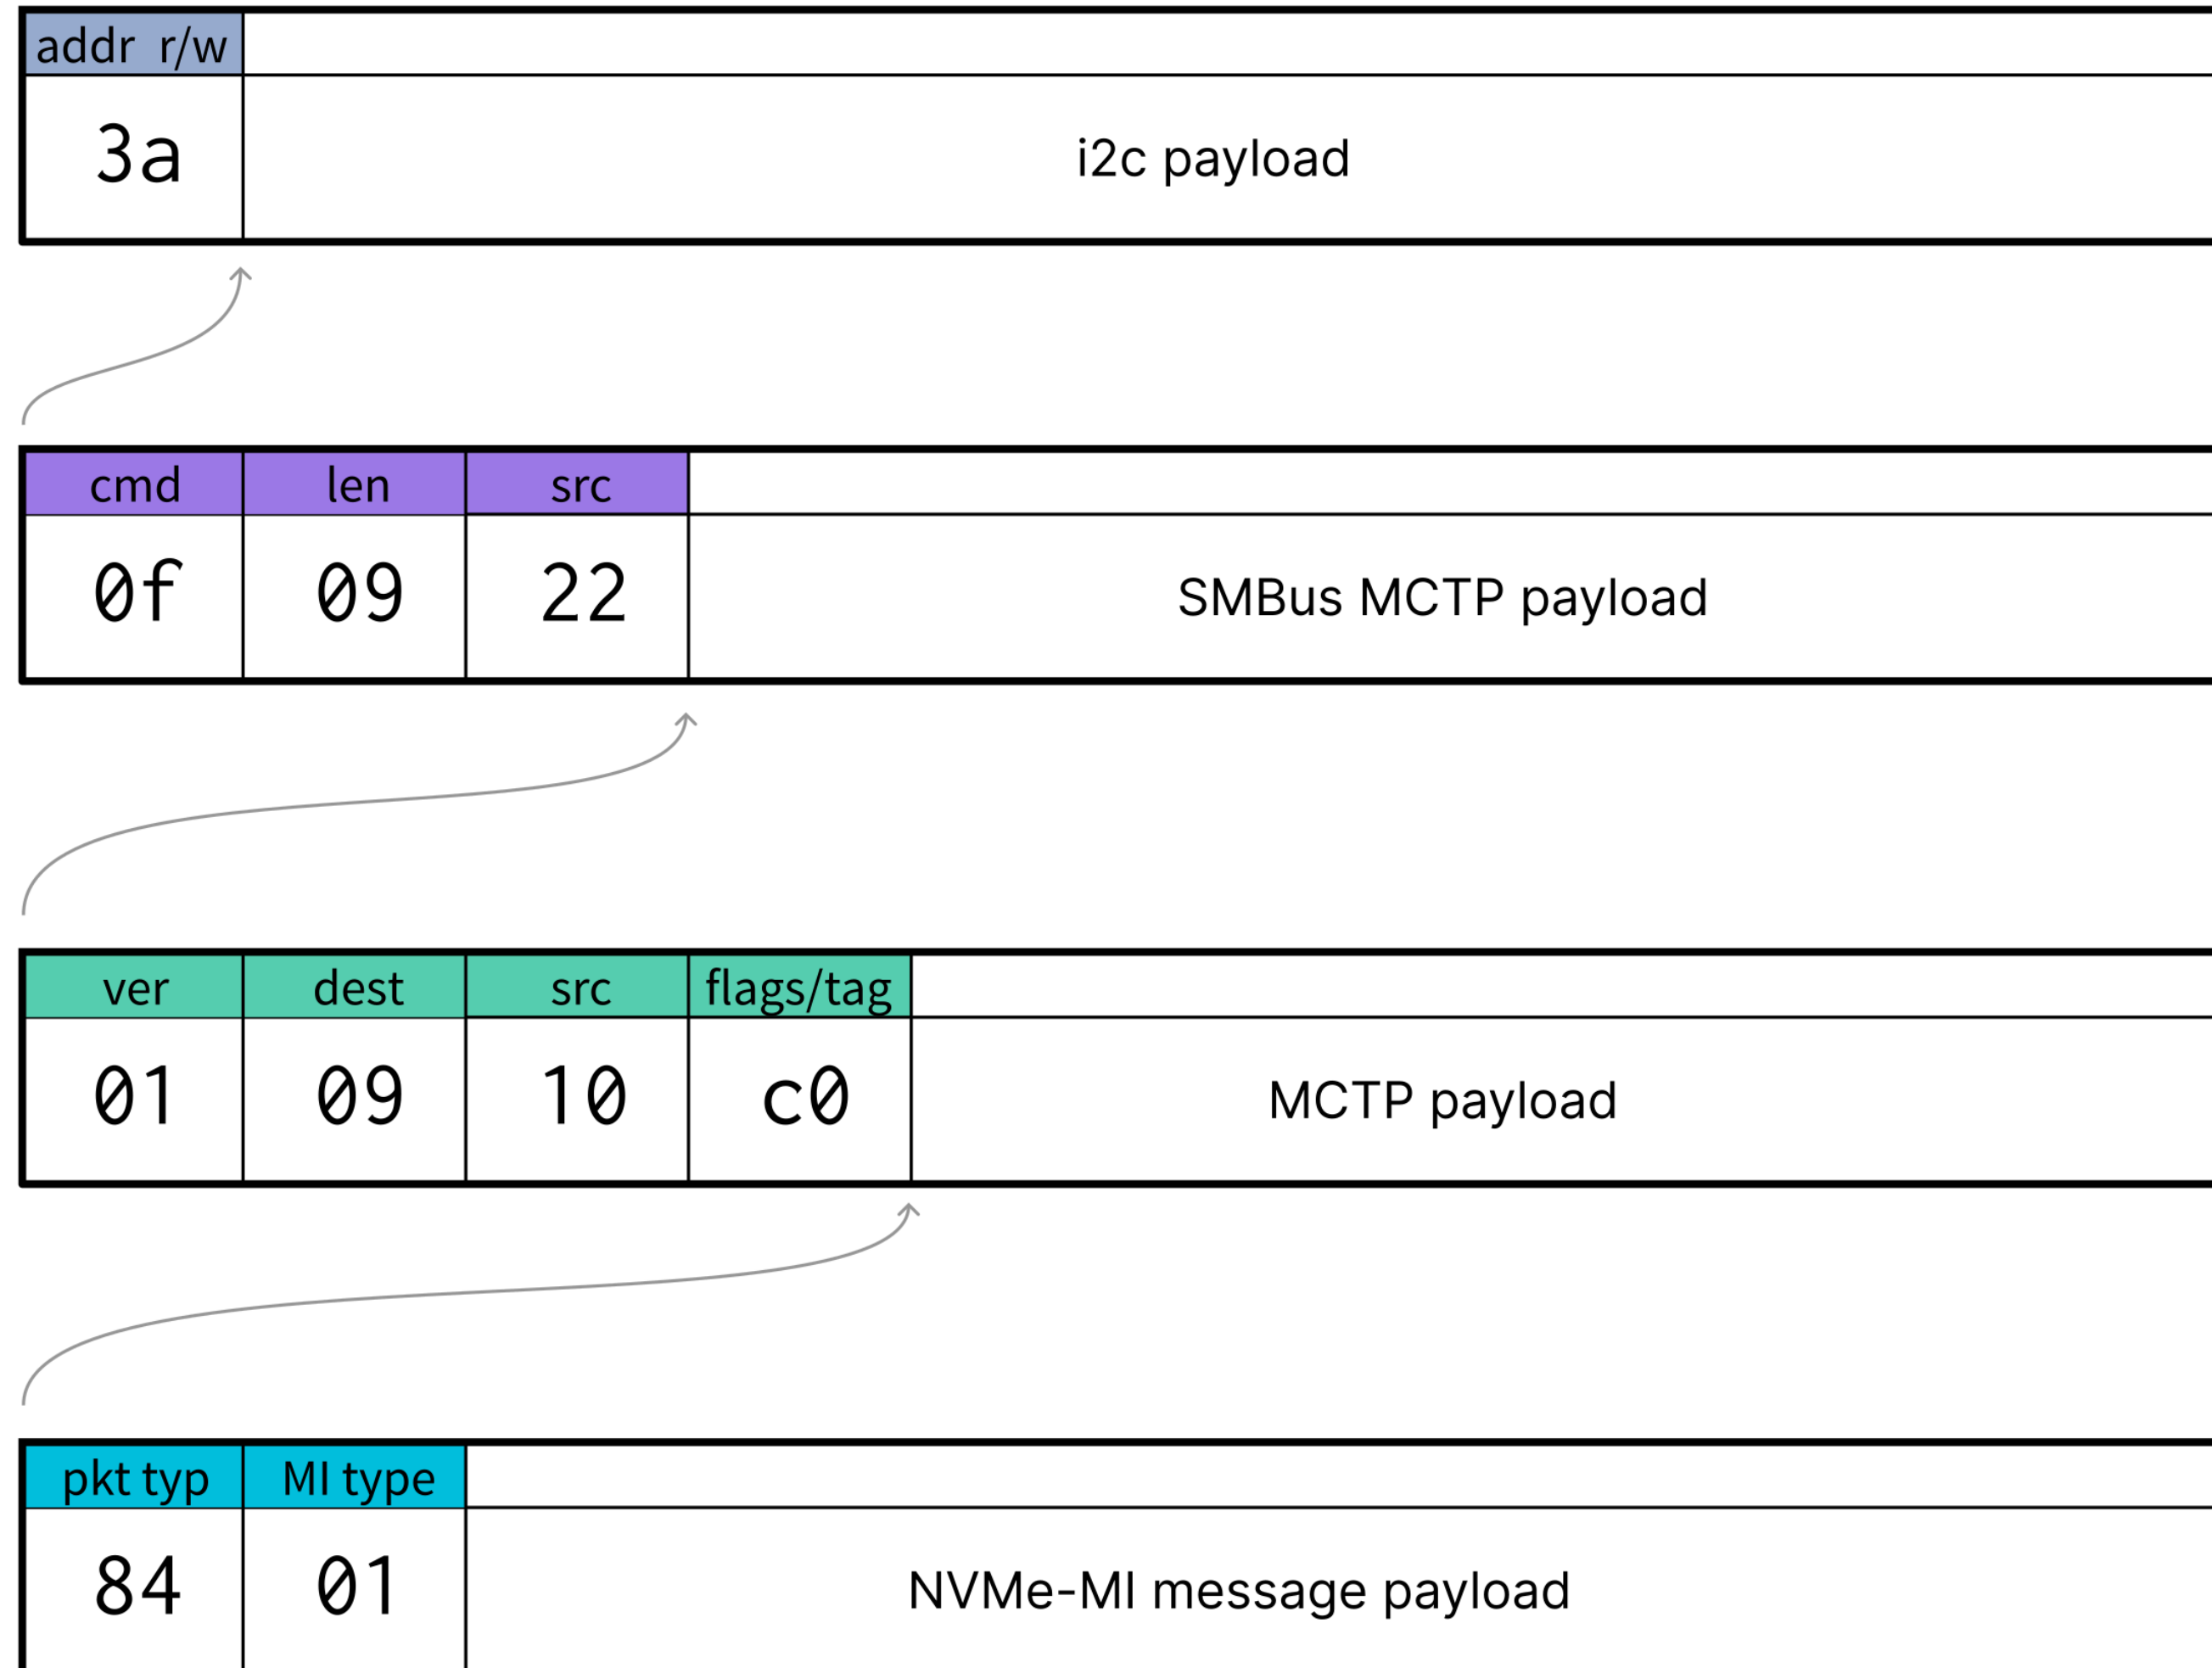 addr r/w
3a i2c payload
cmd len src
0f 09 22 SMBus MCTP payload
ver dest src flags/tag
01 09 10 c0 MCTP payload
pkt typ MI type
84 01 NVMe-MI message payload